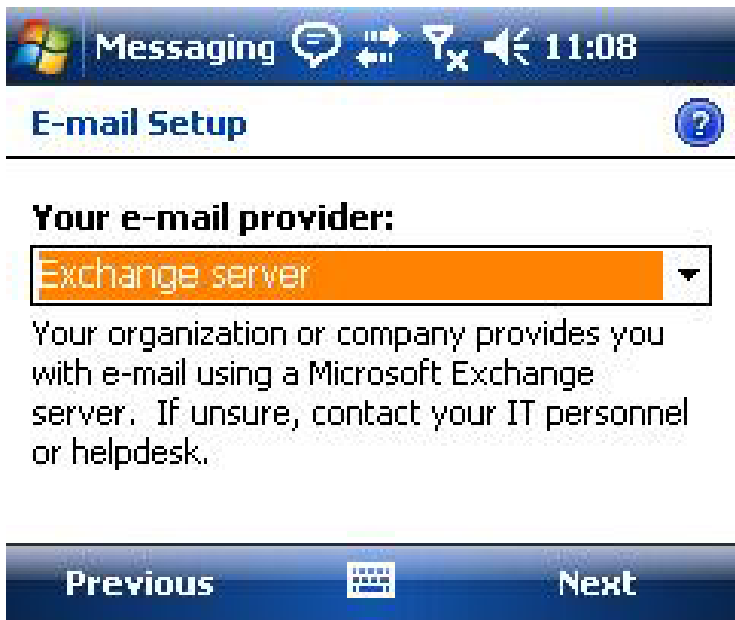 Messaging 11:08
E-mail Setup
Your e-mail provider:
Exchange server
Your organization or company provides you
with e-mail using a Microsoft Exchange
server.  If unsure, contact your IT personnel
or helpdesk.
Previous Next